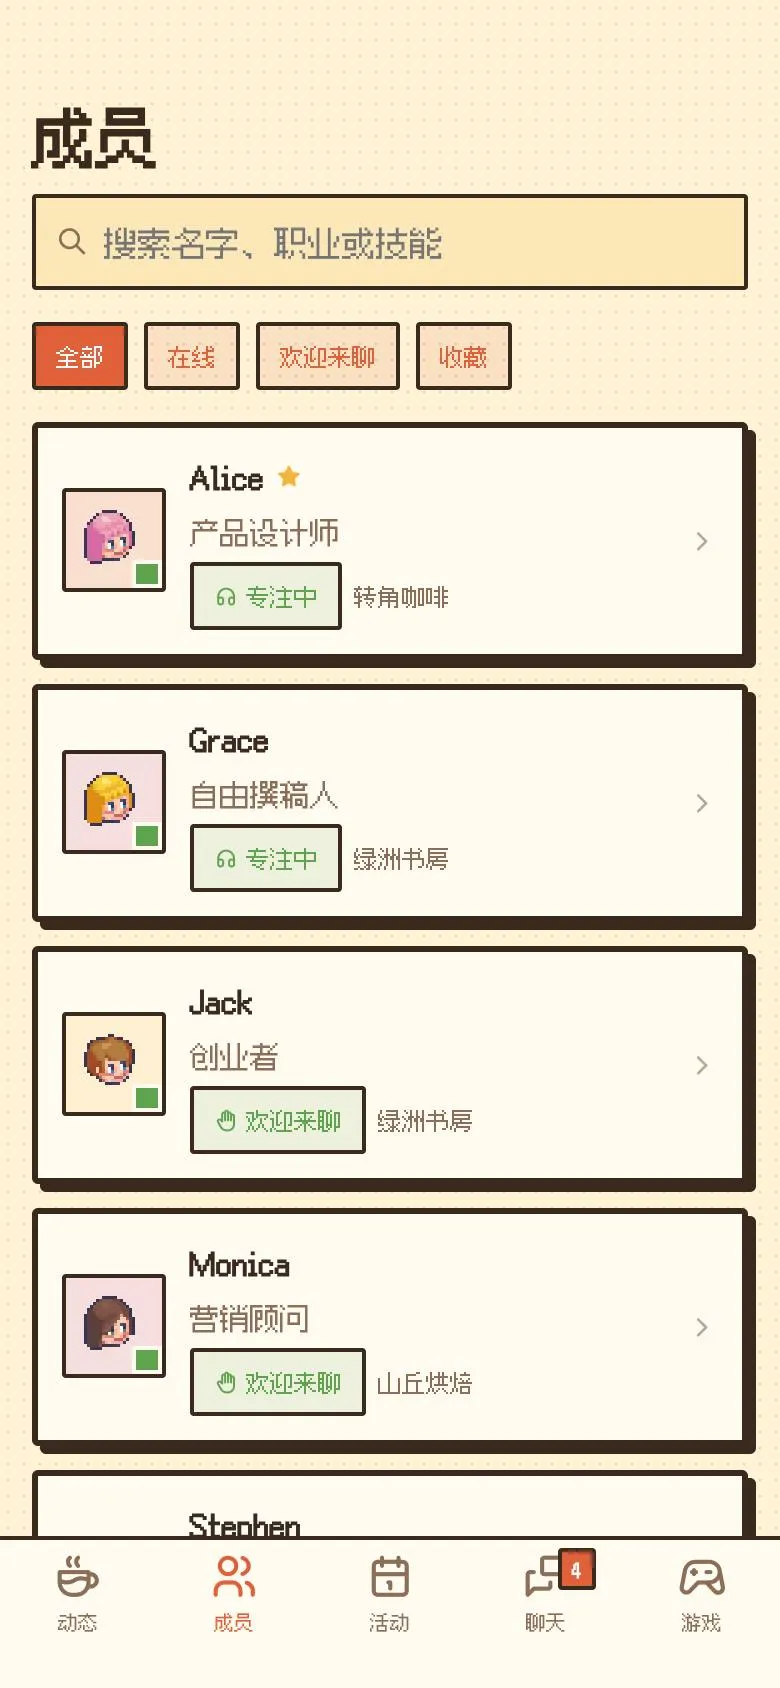 成员
搜索名字、职业或技能
全部
在线
欢迎来聊
收藏
Alice
产品设计师
专注中
转角咖啡
Grace
自由撰稿人
专注中
绿洲书房
Jack
创业者
欢迎来聊
绿洲书房
Monica
营销顾问
欢迎来聊
山丘烘焙
Stephen
4
动态
成员
活动
聊天
游戏